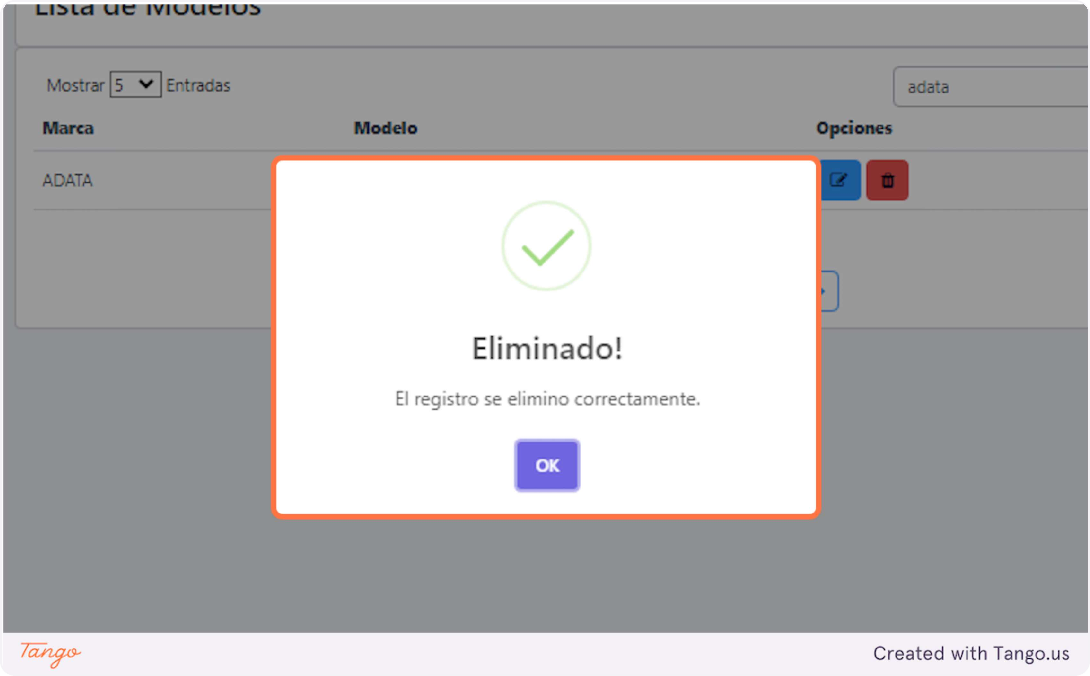 Lista de Modelos
Mostrar 5 Entradas
adata
Marca Modelo Opciones
ADATA
Eliminado!
El registro se elimino correctamente.
OK
Tango
Created with Tango.us